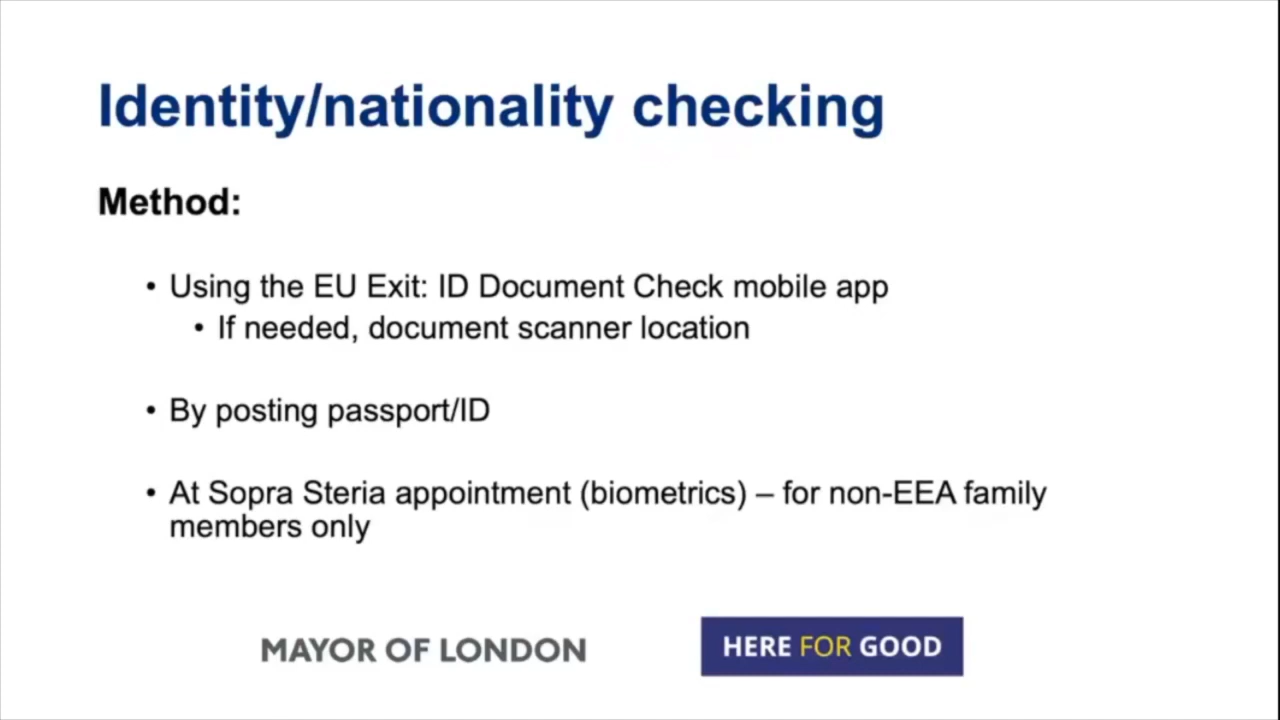 Identity/nationality checking
Method:
• Using the EU Exit: ID Document Check mobile app
• If needed, document scanner location
• By posting passport/ID
• At Sopra Steria appointment (biometrics) – for non-EEA family
members only
MAYOR OF LONDON
HERE FOR GOOD